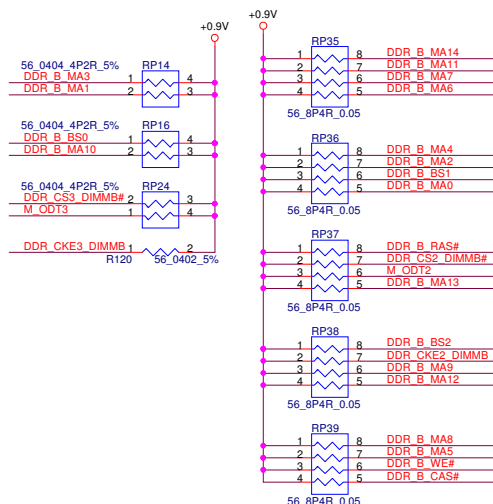 +0.9V
56_0404_4P2R_5% RP14
DDR_B_MA3 1 4
DDR_B_MA1 2 3
56_0404_4P2R_5% RP16
DDR_B_BS0 1 4
DDR_B_MA10 2 3
56_0404_4P2R_5% RP24
DDR_CS3_DIMMB# 2 3
M_ODT3 1 4
DDR_CKE3_DIMMB 1 2
R120 56_0402_5%
+0.9V
RP35
1 8 DDR_B_MA14
2 7 DDR_B_MA11
3 6 DDR_B_MA7
4 5 DDR_B_MA6
56_8P4R_0.05
RP36
1 8 DDR_B_MA4
2 7 DDR_B_MA2
3 6 DDR_B_BS1
4 5 DDR_B_MA0
56_8P4R_0.05
RP37
1 8 DDR_B_RAS#
2 7 DDR_CS2_DIMMB#
3 6 M_ODT2
4 5 DDR_B_MA13
56_8P4R_0.05
RP38
1 8 DDR_B_BS2
2 7 DDR_CKE2_DIMMB
3 6 DDR_B_MA9
4 5 DDR_B_MA12
56_8P4R_0.05
RP39
1 8 DDR_B_MA8
2 7 DDR_B_MA5
3 6 DDR_B_WE#
4 5 DDR_B_CAS#
56_8P4R_0.05